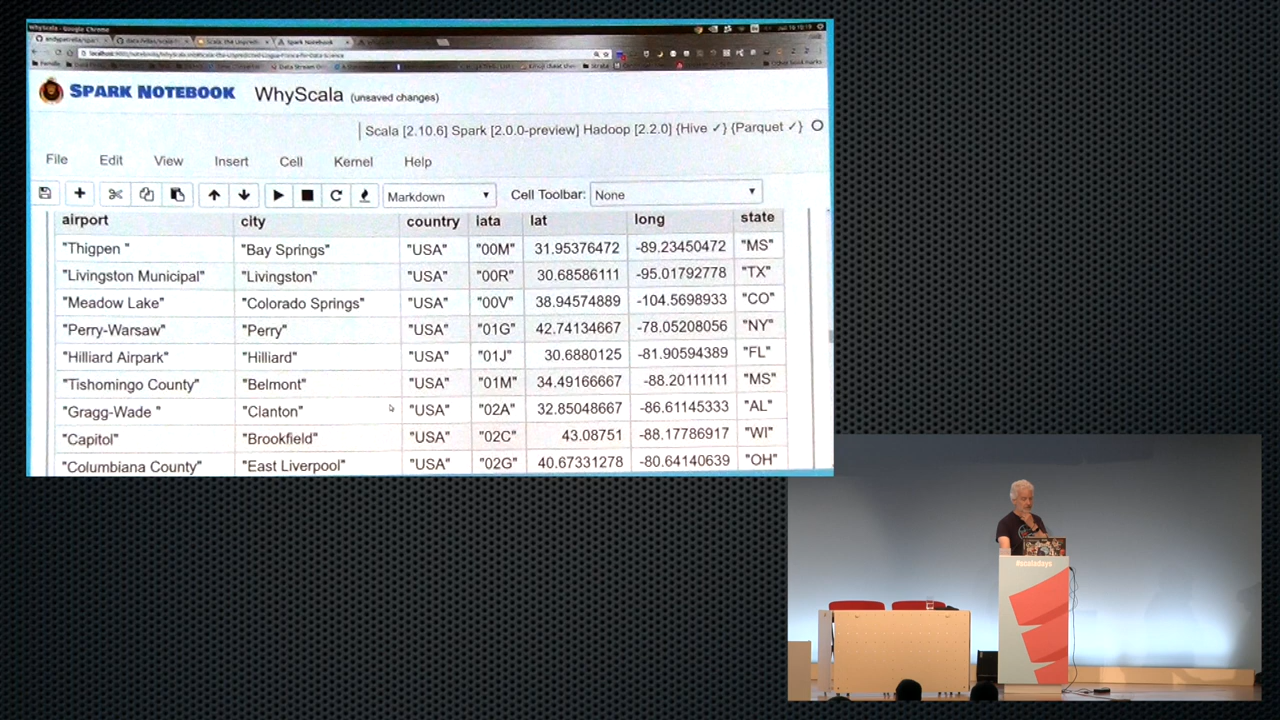 WhyScala - Google Chrome
Spark Notebook
SPARK NOTEBOOK WhyScala (unsaved changes)
Scala [2.10.6] Spark [2.0.0-preview] Hadoop [2.2.0] {Hive ✓} {Parquet ✓}
File Edit View Insert Cell Kernel Help
Markdown Cell Toolbar: None
airport city country iata lat long state
"Thigpen " "Bay Springs" "USA" "00M" 31.95376472 -89.23450472 "MS"
"Livingston Municipal" "Livingston" "USA" "00R" 30.68586111 -95.01792778 "TX"
"Meadow Lake" "Colorado Springs" "USA" "00V" 38.94574889 -104.5698933 "CO"
"Perry-Warsaw" "Perry" "USA" "01G" 42.74134667 -78.05208056 "NY"
"Hilliard Airpark" "Hilliard" "USA" "01J" 30.6880125 -81.90594389 "FL"
"Tishomingo County" "Belmont" "USA" "01M" 34.49166667 -88.20111111 "MS"
"Gragg-Wade " "Clanton" "USA" "02A" 32.85048667 -86.61145333 "AL"
"Capitol" "Brookfield" "USA" "02C" 43.08751 -88.17786917 "WI"
"Columbiana County" "East Liverpool" "USA" "02G" 40.67331278 -80.64140639 "OH"
#scaladays